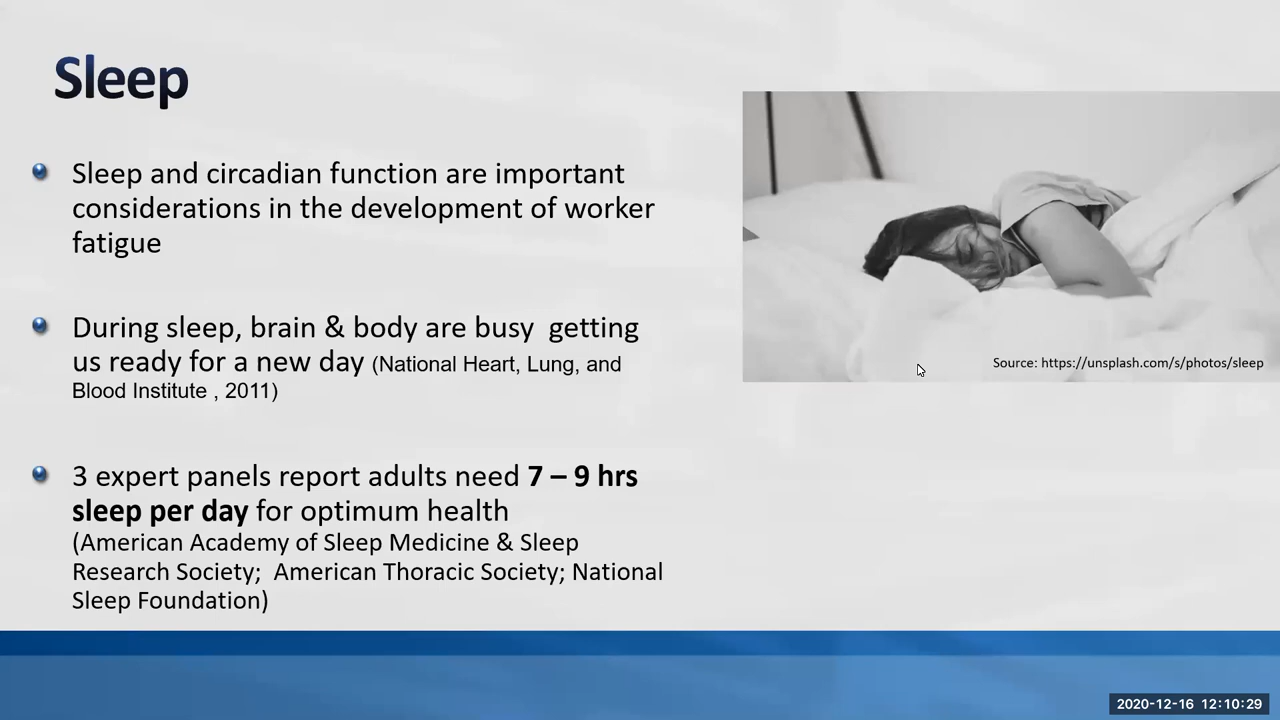 Sleep
Sleep and circadian function are important
considerations in the development of worker
fatigue
During sleep, brain & body are busy  getting
us ready for a new day (National Heart, Lung, and
Blood Institute , 2011)
3 expert panels report adults need 7 – 9 hrs
sleep per day for optimum health
(American Academy of Sleep Medicine & Sleep
Research Society;  American Thoracic Society; National
Sleep Foundation)
Source: https://unsplash.com/s/photos/sleep
2020-12-16 12:10:29